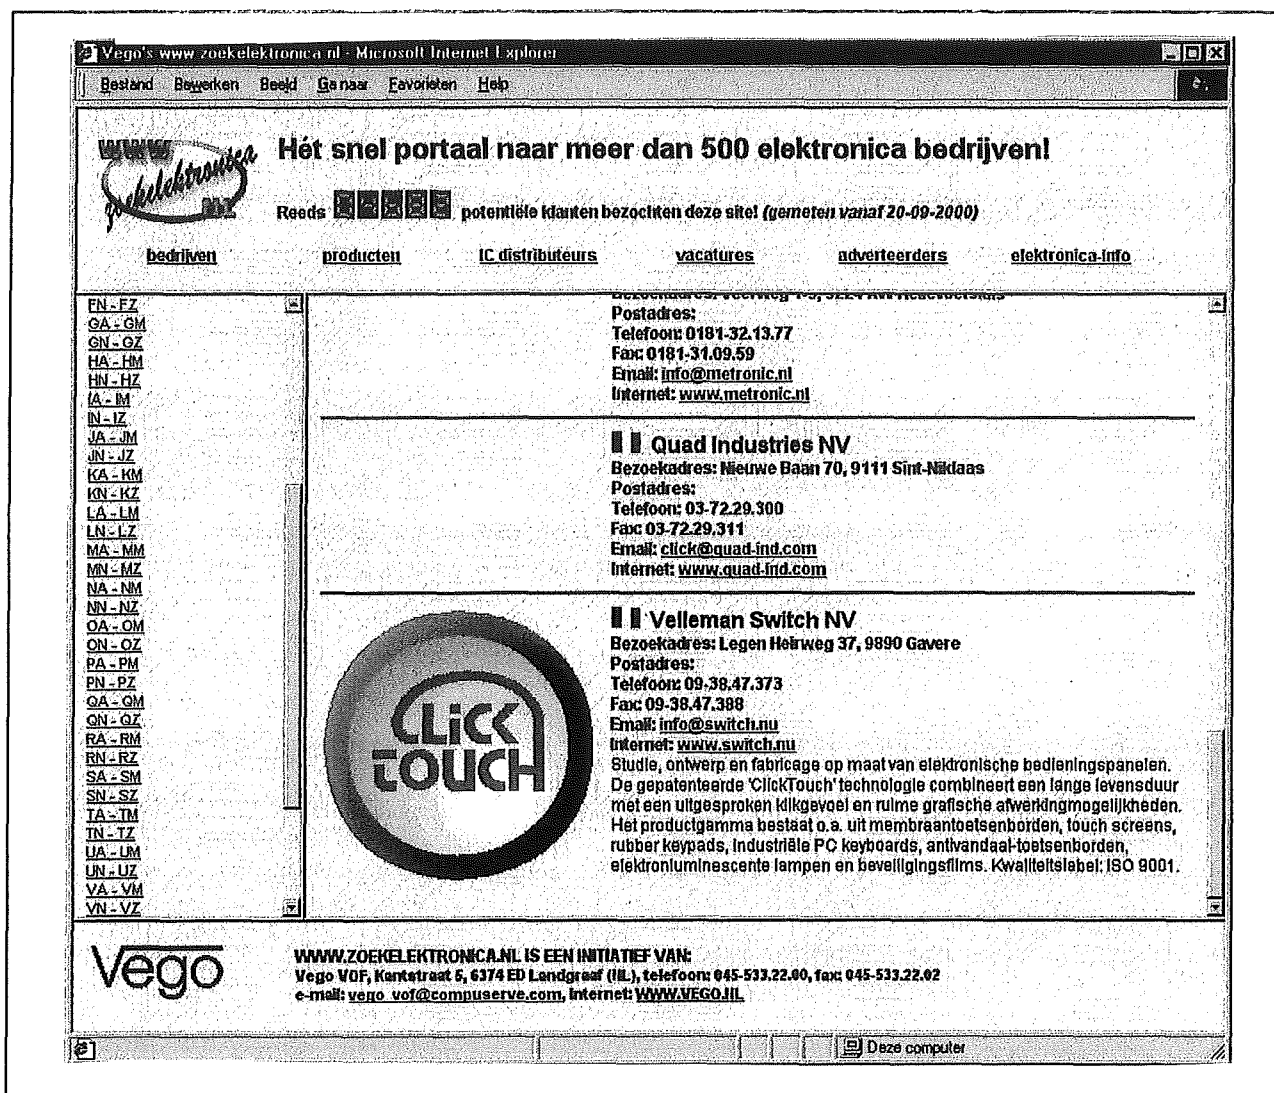 Vego's www.zoekelektronica.nl - Microsoft Internet Explorer
Bestand Bewerken Beeld Ga naar Favorieten Help
www
zoekelektronica
Hét snel portaal naar meer dan 500 elektronica bedrijven!
Reeds potentiële klanten bezochten deze site! (gemeten vanaf 20-09-2000)
bedrijven producten IC distributeurs vacatures adverteerders elektronica-info
FN - FZ
GA - GM
GN - GZ
HA - HM
HN - HZ
IA - IM
IN - IZ
JA - JM
JN - JZ
KA - KM
KN - KZ
LA - LM
LN - LZ
MA - MM
MN - MZ
NA - NM
NN - NZ
OA - OM
ON - OZ
PA - PM
PN - PZ
QA - QM
QN - QZ
RA - RM
RN - RZ
SA - SM
SN - SZ
TA - TM
TN - TZ
UA - UM
UN - UZ
VA - VM
VN - VZ
Postadres:
Telefoon: 0181-32.13.77
Fax: 0181-31.09.59
Email: info@metronic.nl
Internet: www.metronic.nl
Quad Industries NV
Bezoekadres: Nieuwe Baan 70, 9111 Sint-Niklaas
Postadres:
Telefoon: 03-72.29.300
Fax: 03-72.29.311
Email: click@quad-ind.com
Internet: www.quad-ind.com
CLiCK
TOUCH
Velleman Switch NV
Bezoekadres: Legen Heirweg 37, 9890 Gavere
Postadres:
Telefoon: 09-38.47.373
Fax: 09-38.47.388
Email: info@switch.nu
Internet: www.switch.nu
Studie, ontwerp en fabricage op maat van elektronische bedieningspanelen.
De gepatenteerde 'ClickTouch' technologie combineert een lange levensduur
met een uitgesproken klikgevoel en ruime grafische afwerkingmogelijkheden.
Het productgamma bestaat o.a. uit membraantoetsenborden, touch screens,
rubber keypads, industriële PC keyboards, antivandaal-toetsenborden,
elektroniuminescente lampen en beveiligingsfilms. Kwaliteitslabel: ISO 9001.
Vego
WWW.ZOEKELEKTRONICA.NL IS EEN INITIATIEF VAN:
Vego VOF, Kantstraat 5, 6374 ED Landgraaf (NL), telefoon: 045-533.22.00, fax: 045-533.22.02
e-mail: vego_vof@compuserve.com, internet: WWW.VEGO.NL
Deze computer